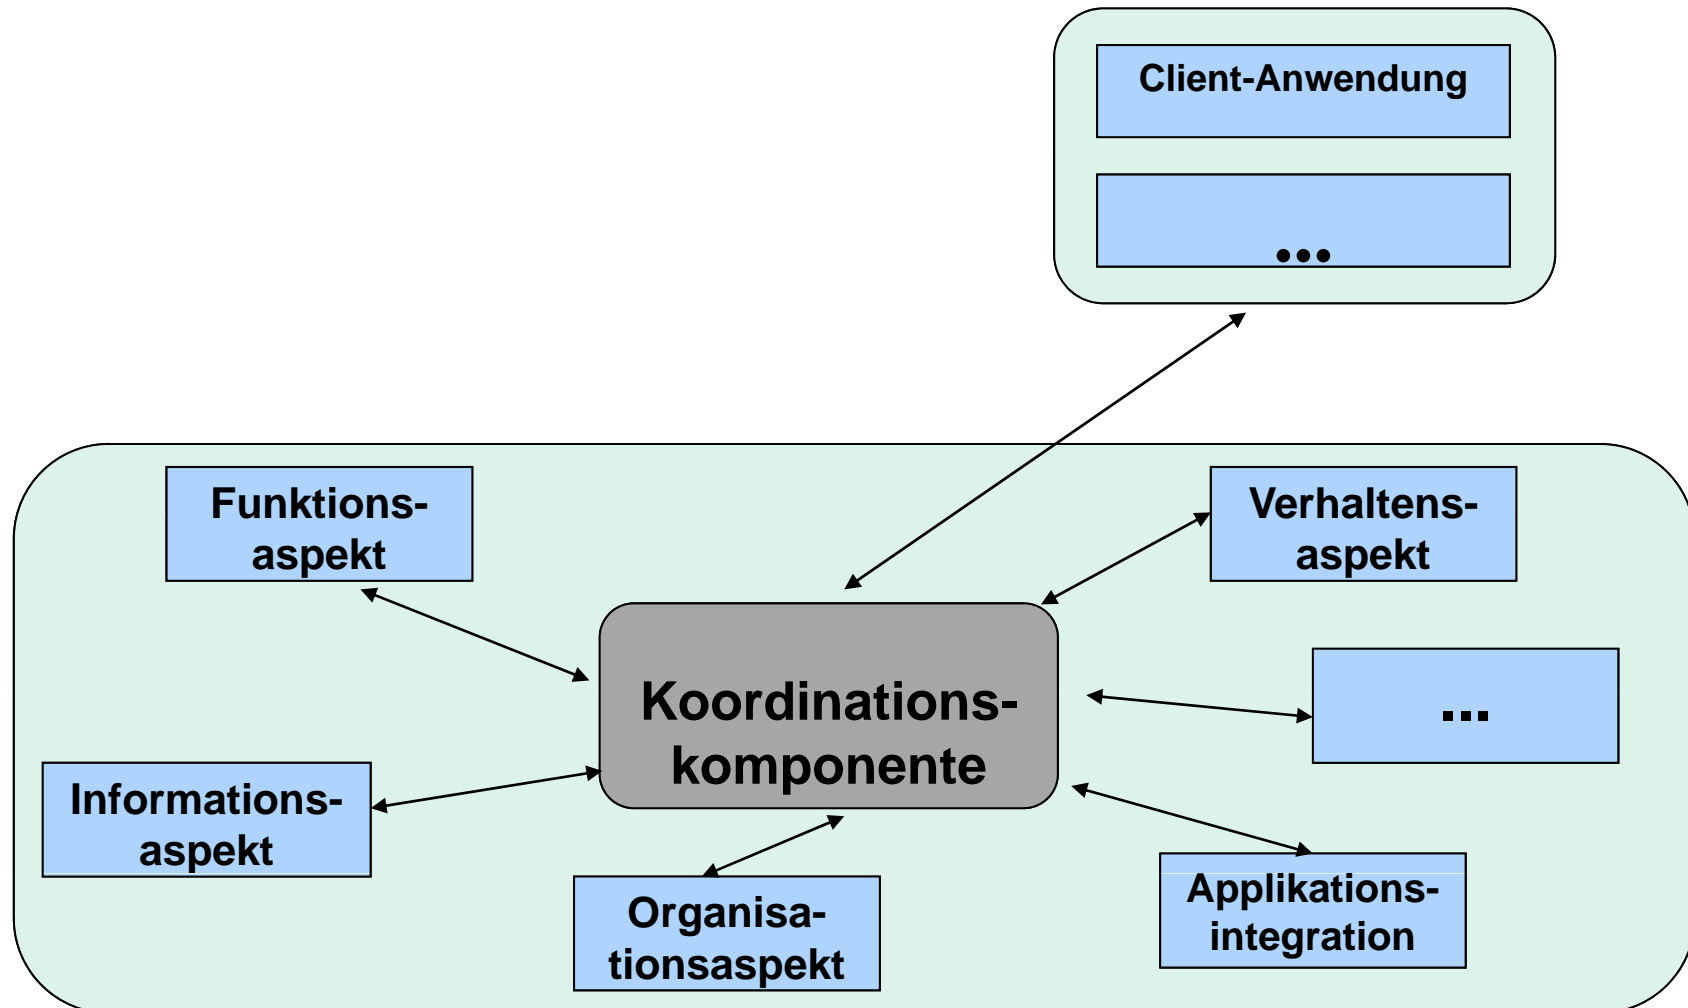 Client-Anwendung
...
Funktions-
aspekt
Verhaltens-
aspekt
Koordinations-
komponente
...
Informations-
aspekt
Organisa-
tionsaspekt
Applikations-
integration